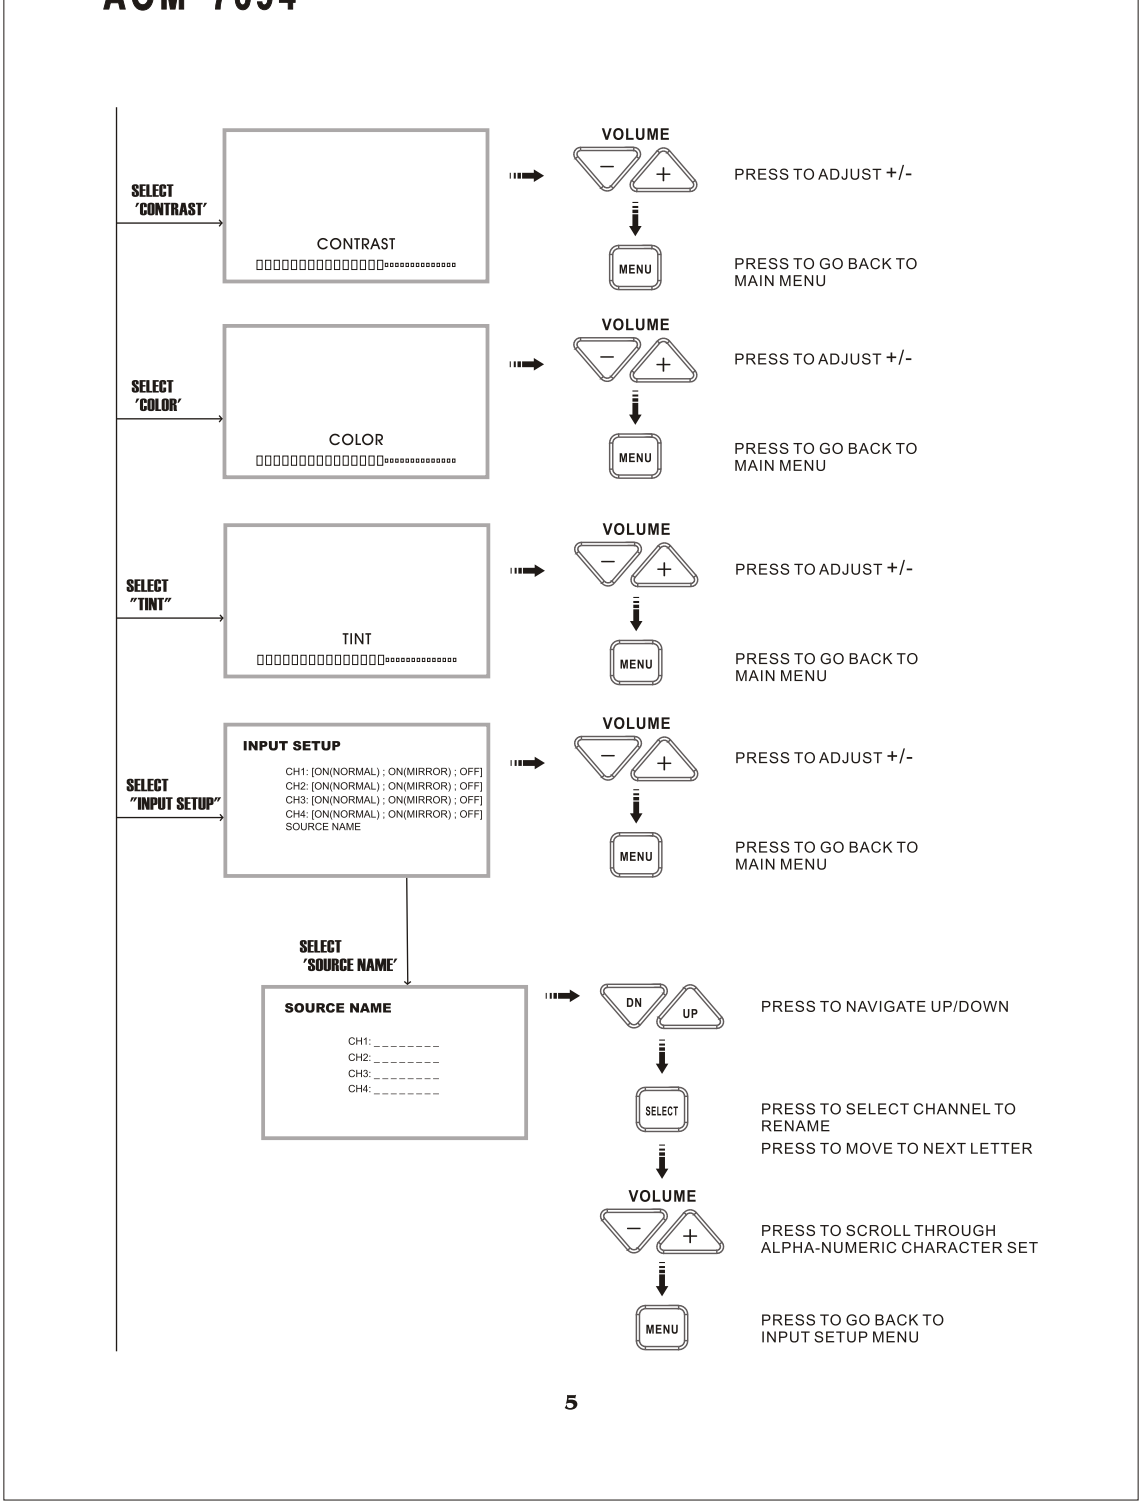 SELECT
'CONTRAST'
CONTRAST
VOLUME
− +
PRESS TO ADJUST +/-
MENU
PRESS TO GO BACK TO
MAIN MENU
SELECT
'COLOR'
COLOR
VOLUME
− +
PRESS TO ADJUST +/-
MENU
PRESS TO GO BACK TO
MAIN MENU
SELECT
"TINT"
TINT
VOLUME
− +
PRESS TO ADJUST +/-
MENU
PRESS TO GO BACK TO
MAIN MENU
SELECT
"INPUT SETUP"
INPUT SETUP
CH1: [ON(NORMAL) ; ON(MIRROR) ; OFF]
CH2: [ON(NORMAL) ; ON(MIRROR) ; OFF]
CH3: [ON(NORMAL) ; ON(MIRROR) ; OFF]
CH4: [ON(NORMAL) ; ON(MIRROR) ; OFF]
SOURCE NAME
VOLUME
− +
PRESS TO ADJUST +/-
MENU
PRESS TO GO BACK TO
MAIN MENU
SELECT
'SOURCE NAME'
SOURCE NAME
CH1: _ _ _ _ _ _ _ _
CH2: _ _ _ _ _ _ _ _
CH3: _ _ _ _ _ _ _ _
CH4: _ _ _ _ _ _ _ _
DN UP
PRESS TO NAVIGATE UP/DOWN
SELECT
PRESS TO SELECT CHANNEL TO
RENAME
PRESS TO MOVE TO NEXT LETTER
VOLUME
− +
PRESS TO SCROLL THROUGH
ALPHA-NUMERIC CHARACTER SET
MENU
PRESS TO GO BACK TO
INPUT SETUP MENU
5